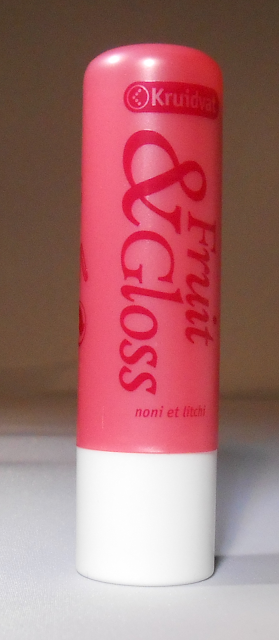 Kruidvat
Fruit
&Gloss
noni et litchi